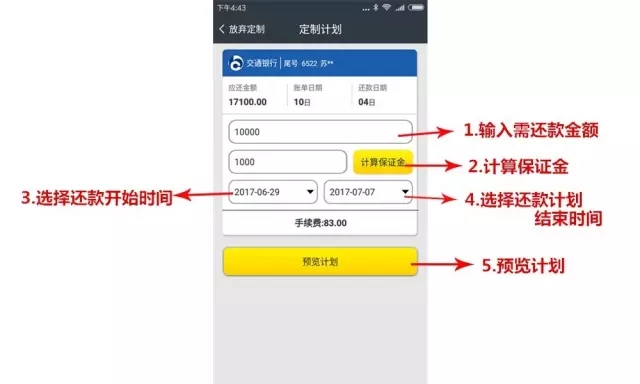 下午4:43
放弃定制
定制计划
交通银行 尾号 6522 苏**
应还金额 账单日期 还款日期
17100.00 10日 04日
10000
1.输入需还款金额
1000 计算保证金
2.计算保证金
3.选择还款开始时间
2017-06-29 2017-07-07
4.选择还款计划
结束时间
手续费:83.00
预览计划
5.预览计划